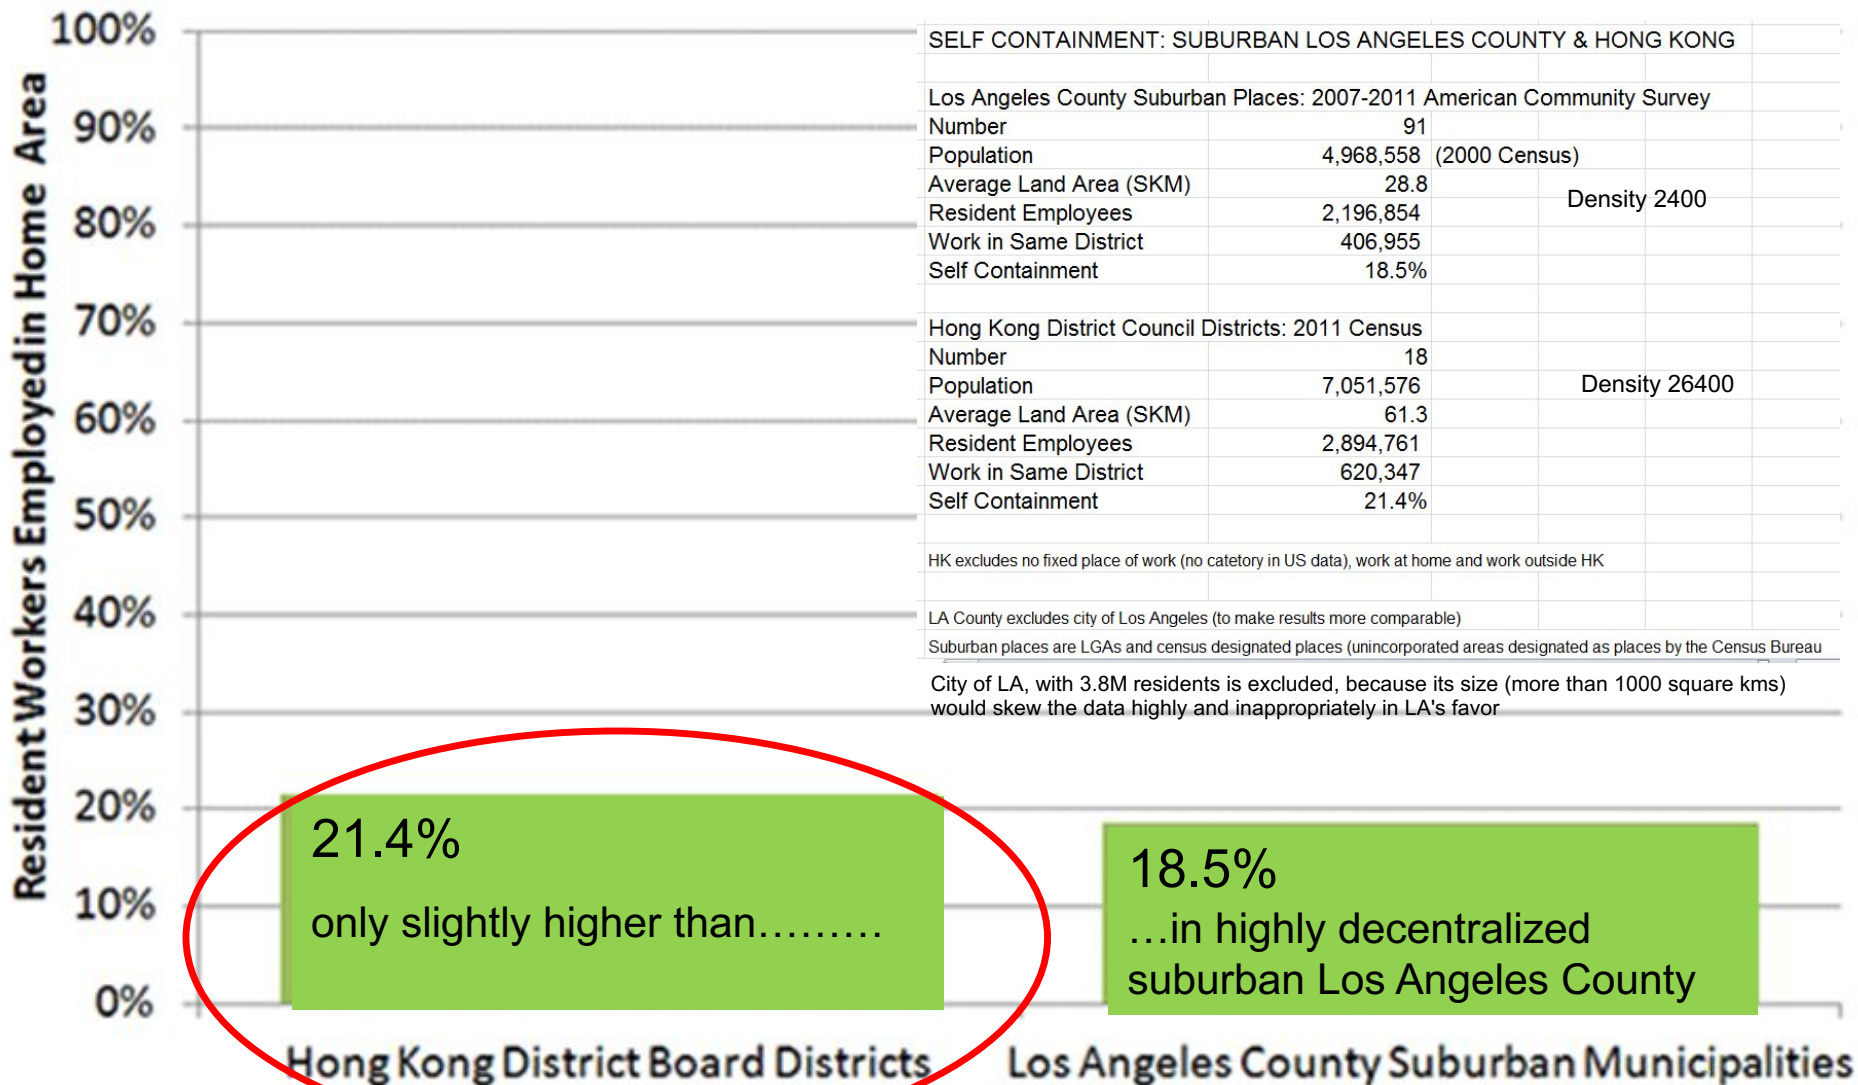 100%
90%
80%
70%
60%
50%
40%
30%
20%
10%
0%
Resident Workers Employedin Home Area
SELF CONTAINMENT: SUBURBAN LOS ANGELES COUNTY & HONG KONG
Los Angeles County Suburban Places: 2007-2011 American Community Survey
Number 91
Population 4,968,558 (2000 Census)
Average Land Area (SKM) 28.8
Density 2400
Resident Employees 2,196,854
Work in Same District 406,955
Self Containment 18.5%
Hong Kong District Council Districts: 2011 Census
Number 18
Population 7,051,576 Density 26400
Average Land Area (SKM) 61.3
Resident Employees 2,894,761
Work in Same District 620,347
Self Containment 21.4%
HK excludes no fixed place of work (no catetory in US data), work at home and work outside HK
LA County excludes city of Los Angeles (to make results more comparable)
Suburban places are LGAs and census designated places (unincorporated areas designated as places by the Census Bureau
City of LA, with 3.8M residents is excluded, because its size (more than 1000 square kms)
would skew the data highly and inappropriately in LA's favor
21.4%
only slightly higher than………
18.5%
…in highly decentralized
suburban Los Angeles County
Hong Kong District Board Districts
Los Angeles County Suburban Municipalities